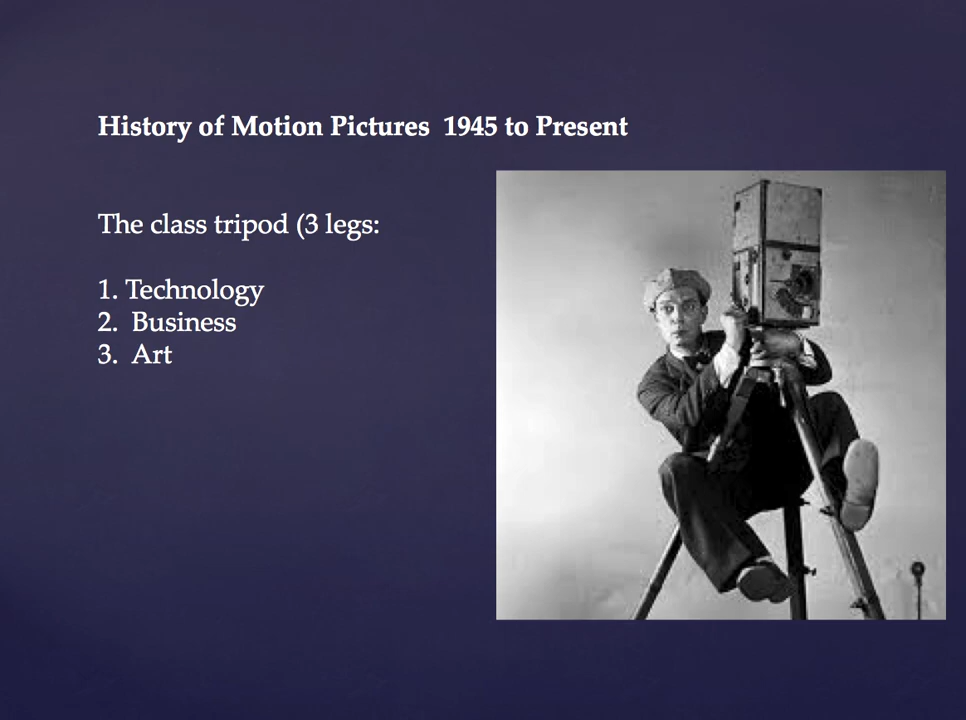 History of Motion Pictures  1945 to Present
The class tripod (3 legs:
1. Technology
2.  Business
3.  Art